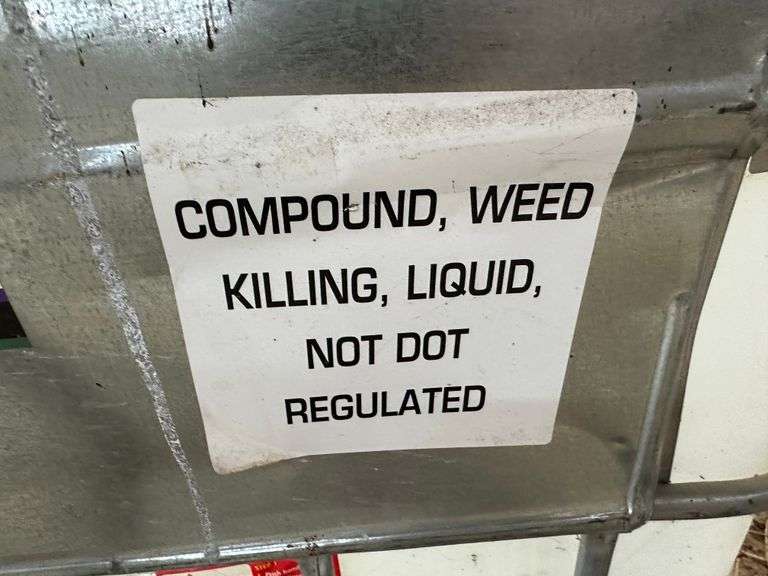 COMPOUND, WEED
KILLING, LIQUID,
NOT DOT
REGULATED